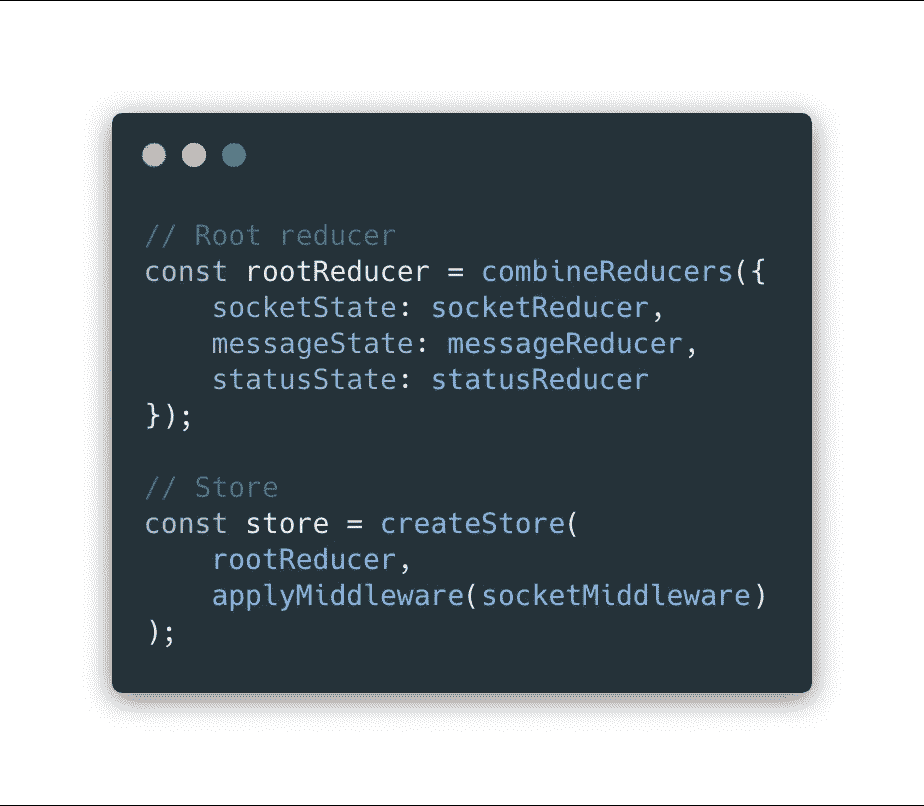 // Root reducer
const rootReducer = combineReducers({
    socketState: socketReducer,
    messageState: messageReducer,
    statusState: statusReducer
});

// Store
const store = createStore(
    rootReducer,
    applyMiddleware(socketMiddleware)
);